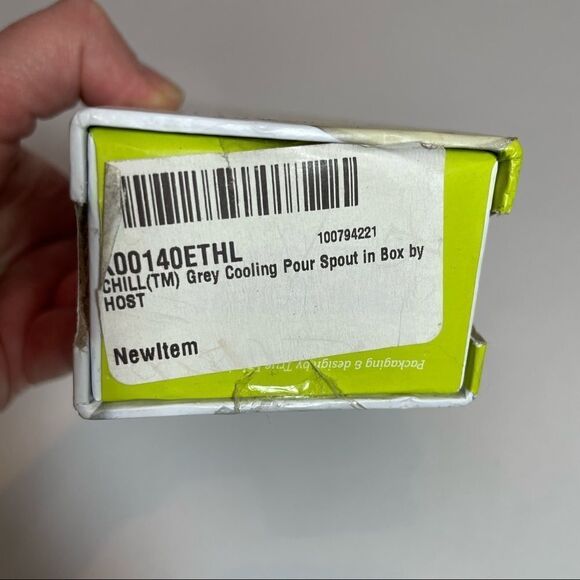 100794221
X00140ETHL
CHILL(TM) Grey Cooling Pour Spout in Box by
HOST
NewItem
Packaging & design by True